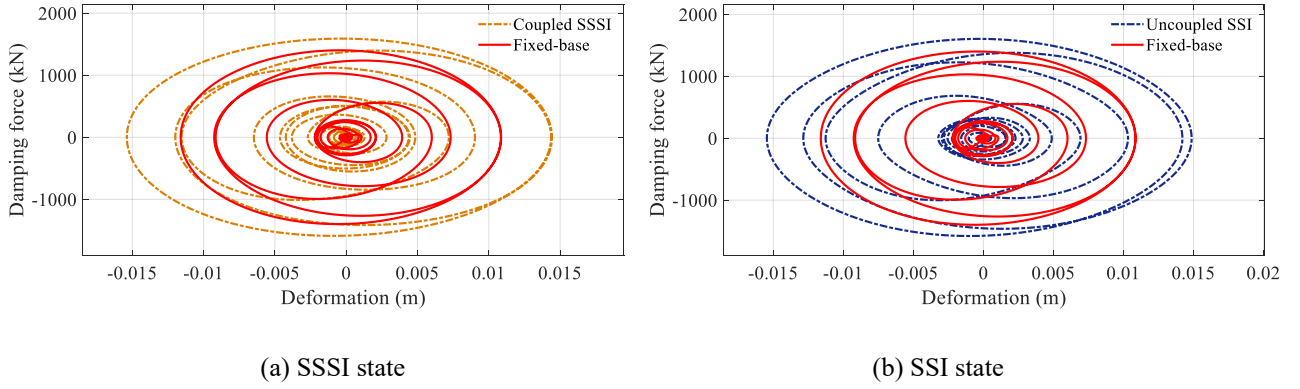 2000
1000
0
-1000
Damping force (kN)
Coupled SSSI
Fixed-base
-0.015 -0.01 -0.005 0 0.005 0.01 0.015
Deformation (m)
(a) SSSI state
2000
1000
0
-1000
Damping force (kN)
Uncoupled SSI
Fixed-base
-0.015 -0.01 -0.005 0 0.005 0.01 0.015 0.02
Deformation (m)
(b) SSI state